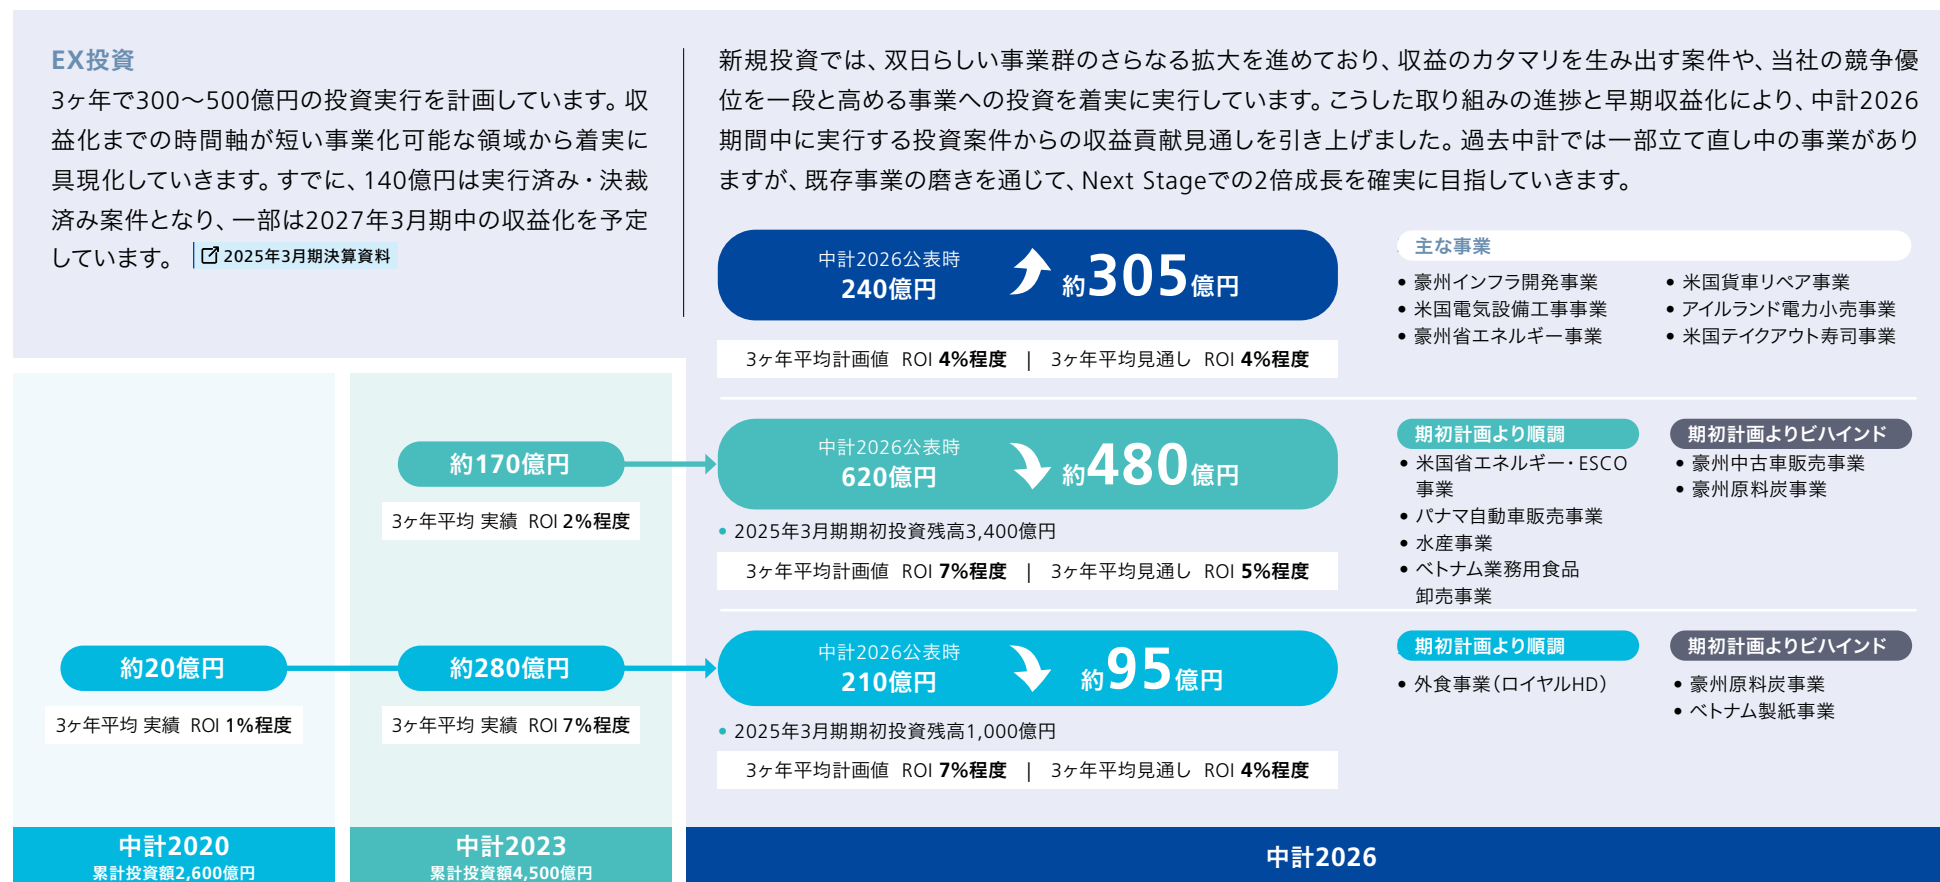 EX投資
3ヶ年で300～500億円の投資実行を計画しています。収
益化までの時間軸が短い事業化可能な領域から着実に
具現化していきます。すでに、140億円は実行済み・決裁
済み案件となり、一部は2027年3月期中の収益化を予定
しています。 2025年3月期決算資料
新規投資では、双日らしい事業群のさらなる拡大を進めており、収益のカタマリを生み出す案件や、当社の競争優
位を一段と高める事業への投資を着実に実行しています。こうした取り組みの進捗と早期収益化により、中計2026
期間中に実行する投資案件からの収益貢献見通しを引き上げました。過去中計では一部立て直し中の事業があり
ますが、既存事業の磨きを通じて、Next Stageでの2倍成長を確実に目指していきます。
中計2026公表時
240億円
約305億円
3ヶ年平均計画値 ROI 4%程度 | 3ヶ年平均見通し ROI 4%程度
主な事業
• 豪州インフラ開発事業
• 米国電気設備工事事業
• 豪州省エネルギー事業
• 米国貨車リペア事業
• アイルランド電力小売事業
• 米国テイクアウト寿司事業
約170億円
3ヶ年平均 実績 ROI 2%程度
中計2026公表時
620億円
約480億円
• 2025年3月期期初投資残高3,400億円
3ヶ年平均計画値 ROI 7%程度 | 3ヶ年平均見通し ROI 5%程度
期初計画より順調
• 米国省エネルギー・ESCO
事業
• パナマ自動車販売事業
• 水産事業
• ベトナム業務用食品
卸売事業
期初計画よりビハインド
• 豪州中古車販売事業
• 豪州原料炭事業
約20億円
3ヶ年平均 実績 ROI 1%程度
約280億円
3ヶ年平均 実績 ROI 7%程度
中計2026公表時
210億円
約95億円
• 2025年3月期期初投資残高1,000億円
3ヶ年平均計画値 ROI 7%程度 | 3ヶ年平均見通し ROI 4%程度
期初計画より順調
• 外食事業（ロイヤルHD）
期初計画よりビハインド
• 豪州原料炭事業
• ベトナム製紙事業
中計2020
累計投資額2,600億円
中計2023
累計投資額4,500億円
中計2026